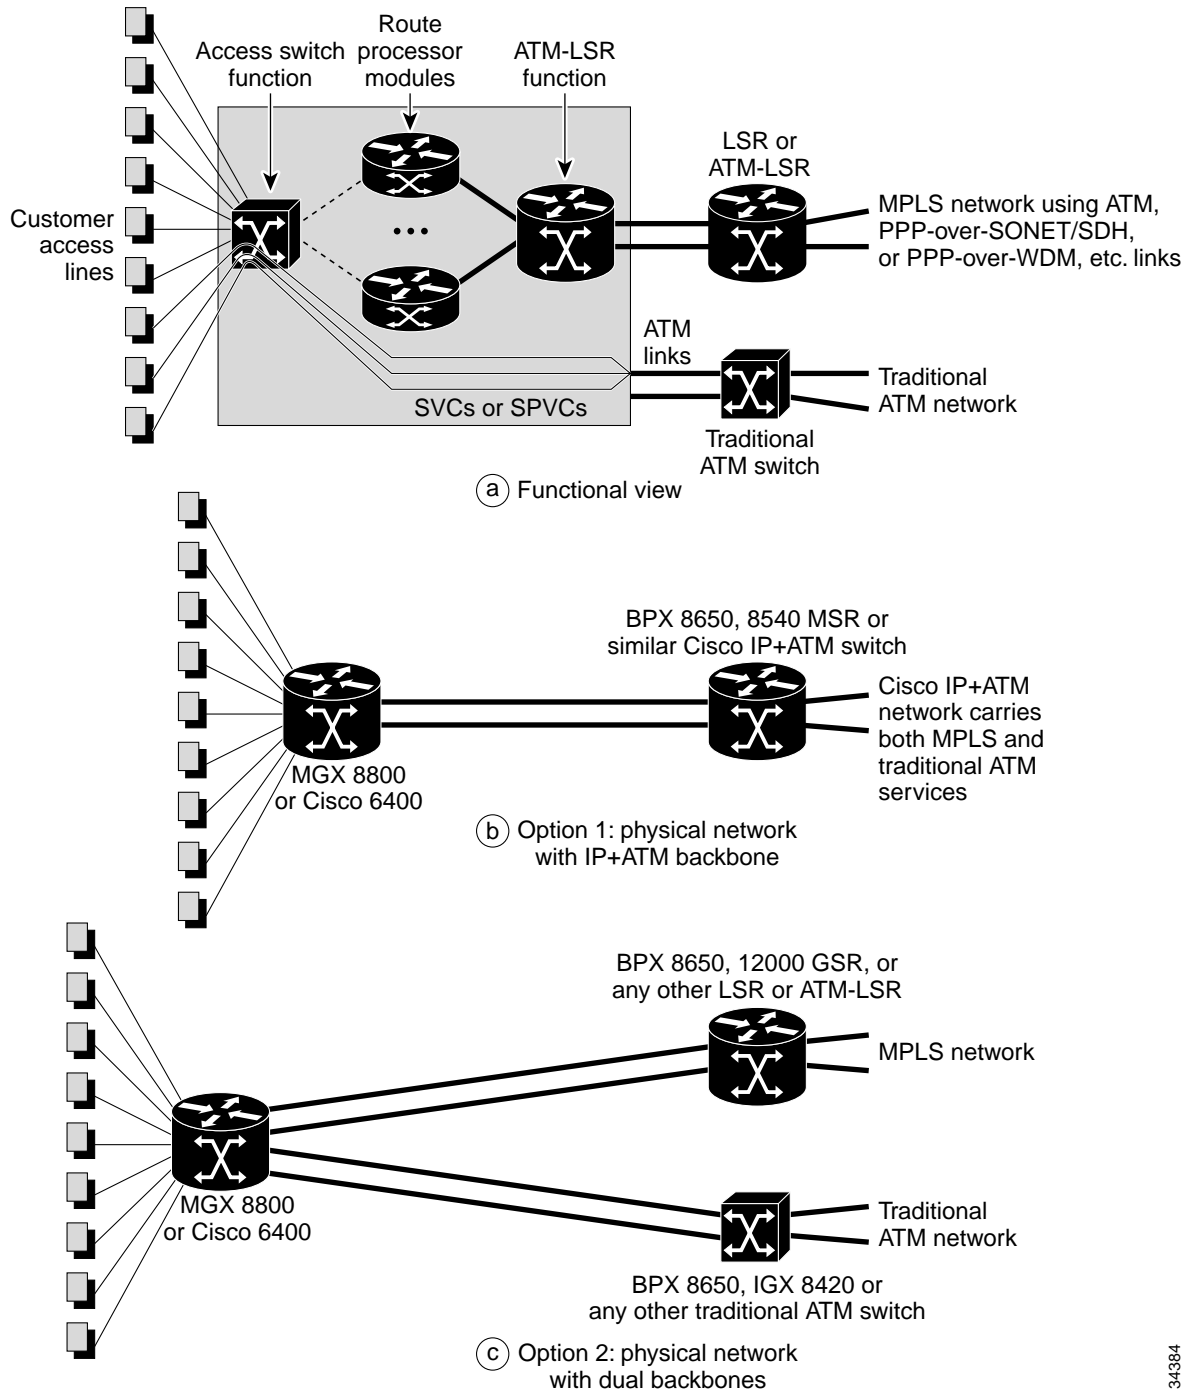 Access switch
function
Route
processor
modules
ATM-LSR
function
Customer
access
lines
LSR or
ATM-LSR
MPLS network using ATM,
PPP-over-SONET/SDH,
or PPP-over-WDM, etc. links
ATM
links
SVCs or SPVCs
Traditional
ATM network
Traditional
ATM switch
a Functional view
BPX 8650, 8540 MSR or
similar Cisco IP+ATM switch
Cisco IP+ATM
network carries
both MPLS and
traditional ATM
services
MGX 8800
or Cisco 6400
b Option 1: physical network
with IP+ATM backbone
BPX 8650, 12000 GSR, or
any other LSR or ATM-LSR
MPLS network
MGX 8800
or Cisco 6400
Traditional
ATM network
BPX 8650, IGX 8420 or
any other traditional ATM switch
c Option 2: physical network
with dual backbones
34384